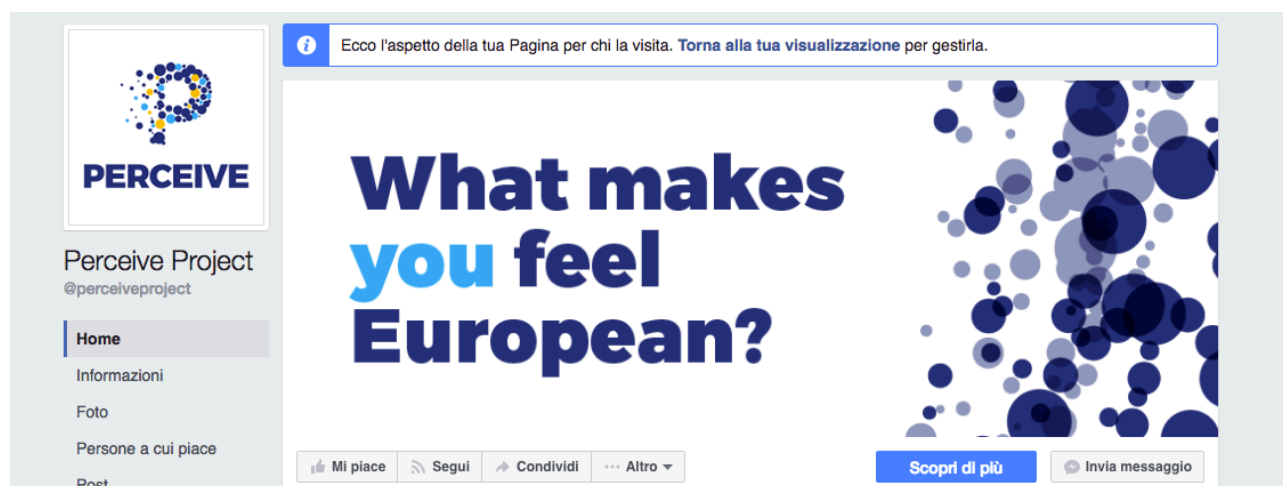 PERCEIVE
Perceive Project
@perceiveproject
Home
Informazioni
Foto
Persone a cui piace
Post
Ecco l'aspetto della tua Pagina per chi la visita. Torna alla tua visualizzazione per gestirla.
What makes
you feel
European?
Mi piace Segui Condividi Altro
Scopri di più Invia messaggio